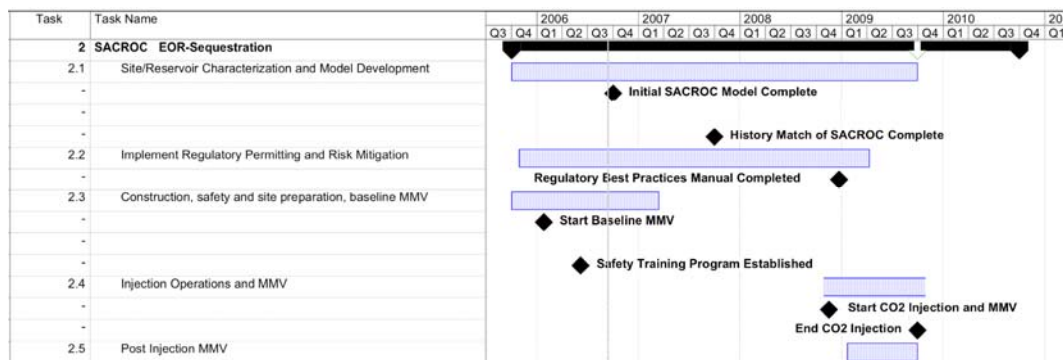 Task Task Name 2006 2007 2008 2009 2010 20
Q3 Q4 Q1 Q2 Q3 Q4 Q1 Q2 Q3 Q4 Q1 Q2 Q3 Q4 Q1 Q2 Q3 Q4 Q1 Q2 Q3 Q4 Q1
2 SACROC EOR-Sequestration
2.1 Site/Reservoir Characterization and Model Development
- Initial SACROC Model Complete
-
- History Match of SACROC Complete
2.2 Implement Regulatory Permitting and Risk Mitigation
- Regulatory Best Practices Manual Completed
2.3 Construction, safety and site preparation, baseline MMV
- Start Baseline MMV
-
- Safety Training Program Established
2.4 Injection Operations and MMV
- Start CO2 Injection and MMV
- End CO2 Injection
2.5 Post Injection MMV